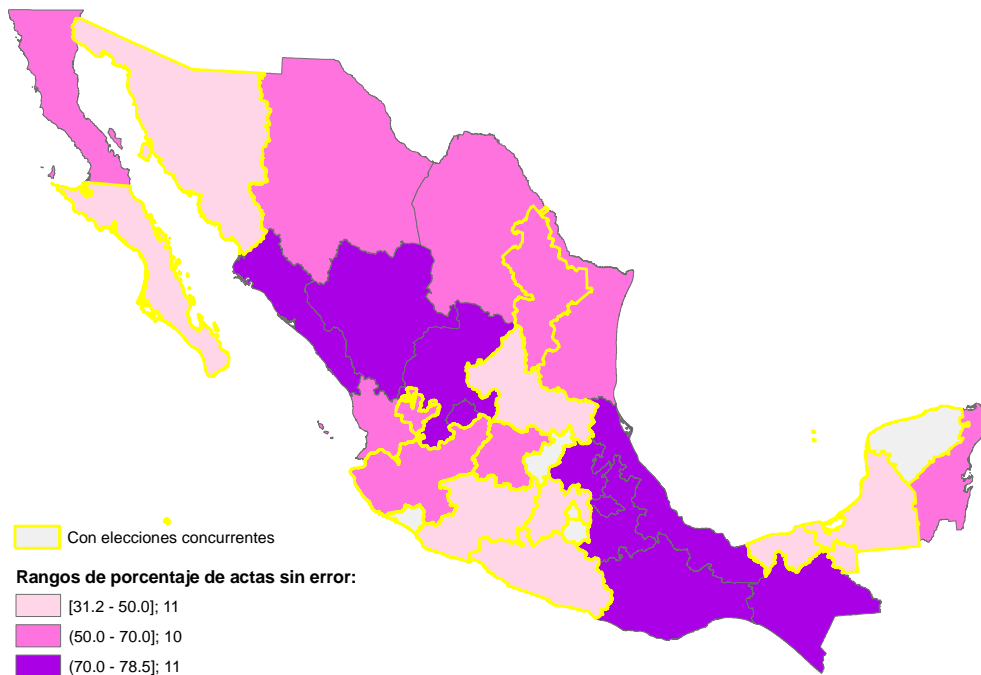 Con elecciones concurrentes
Rangos de porcentaje de actas sin error:
[31.2 - 50.0]; 11
(50.0 - 70.0]; 10
(70.0 - 78.5]; 11